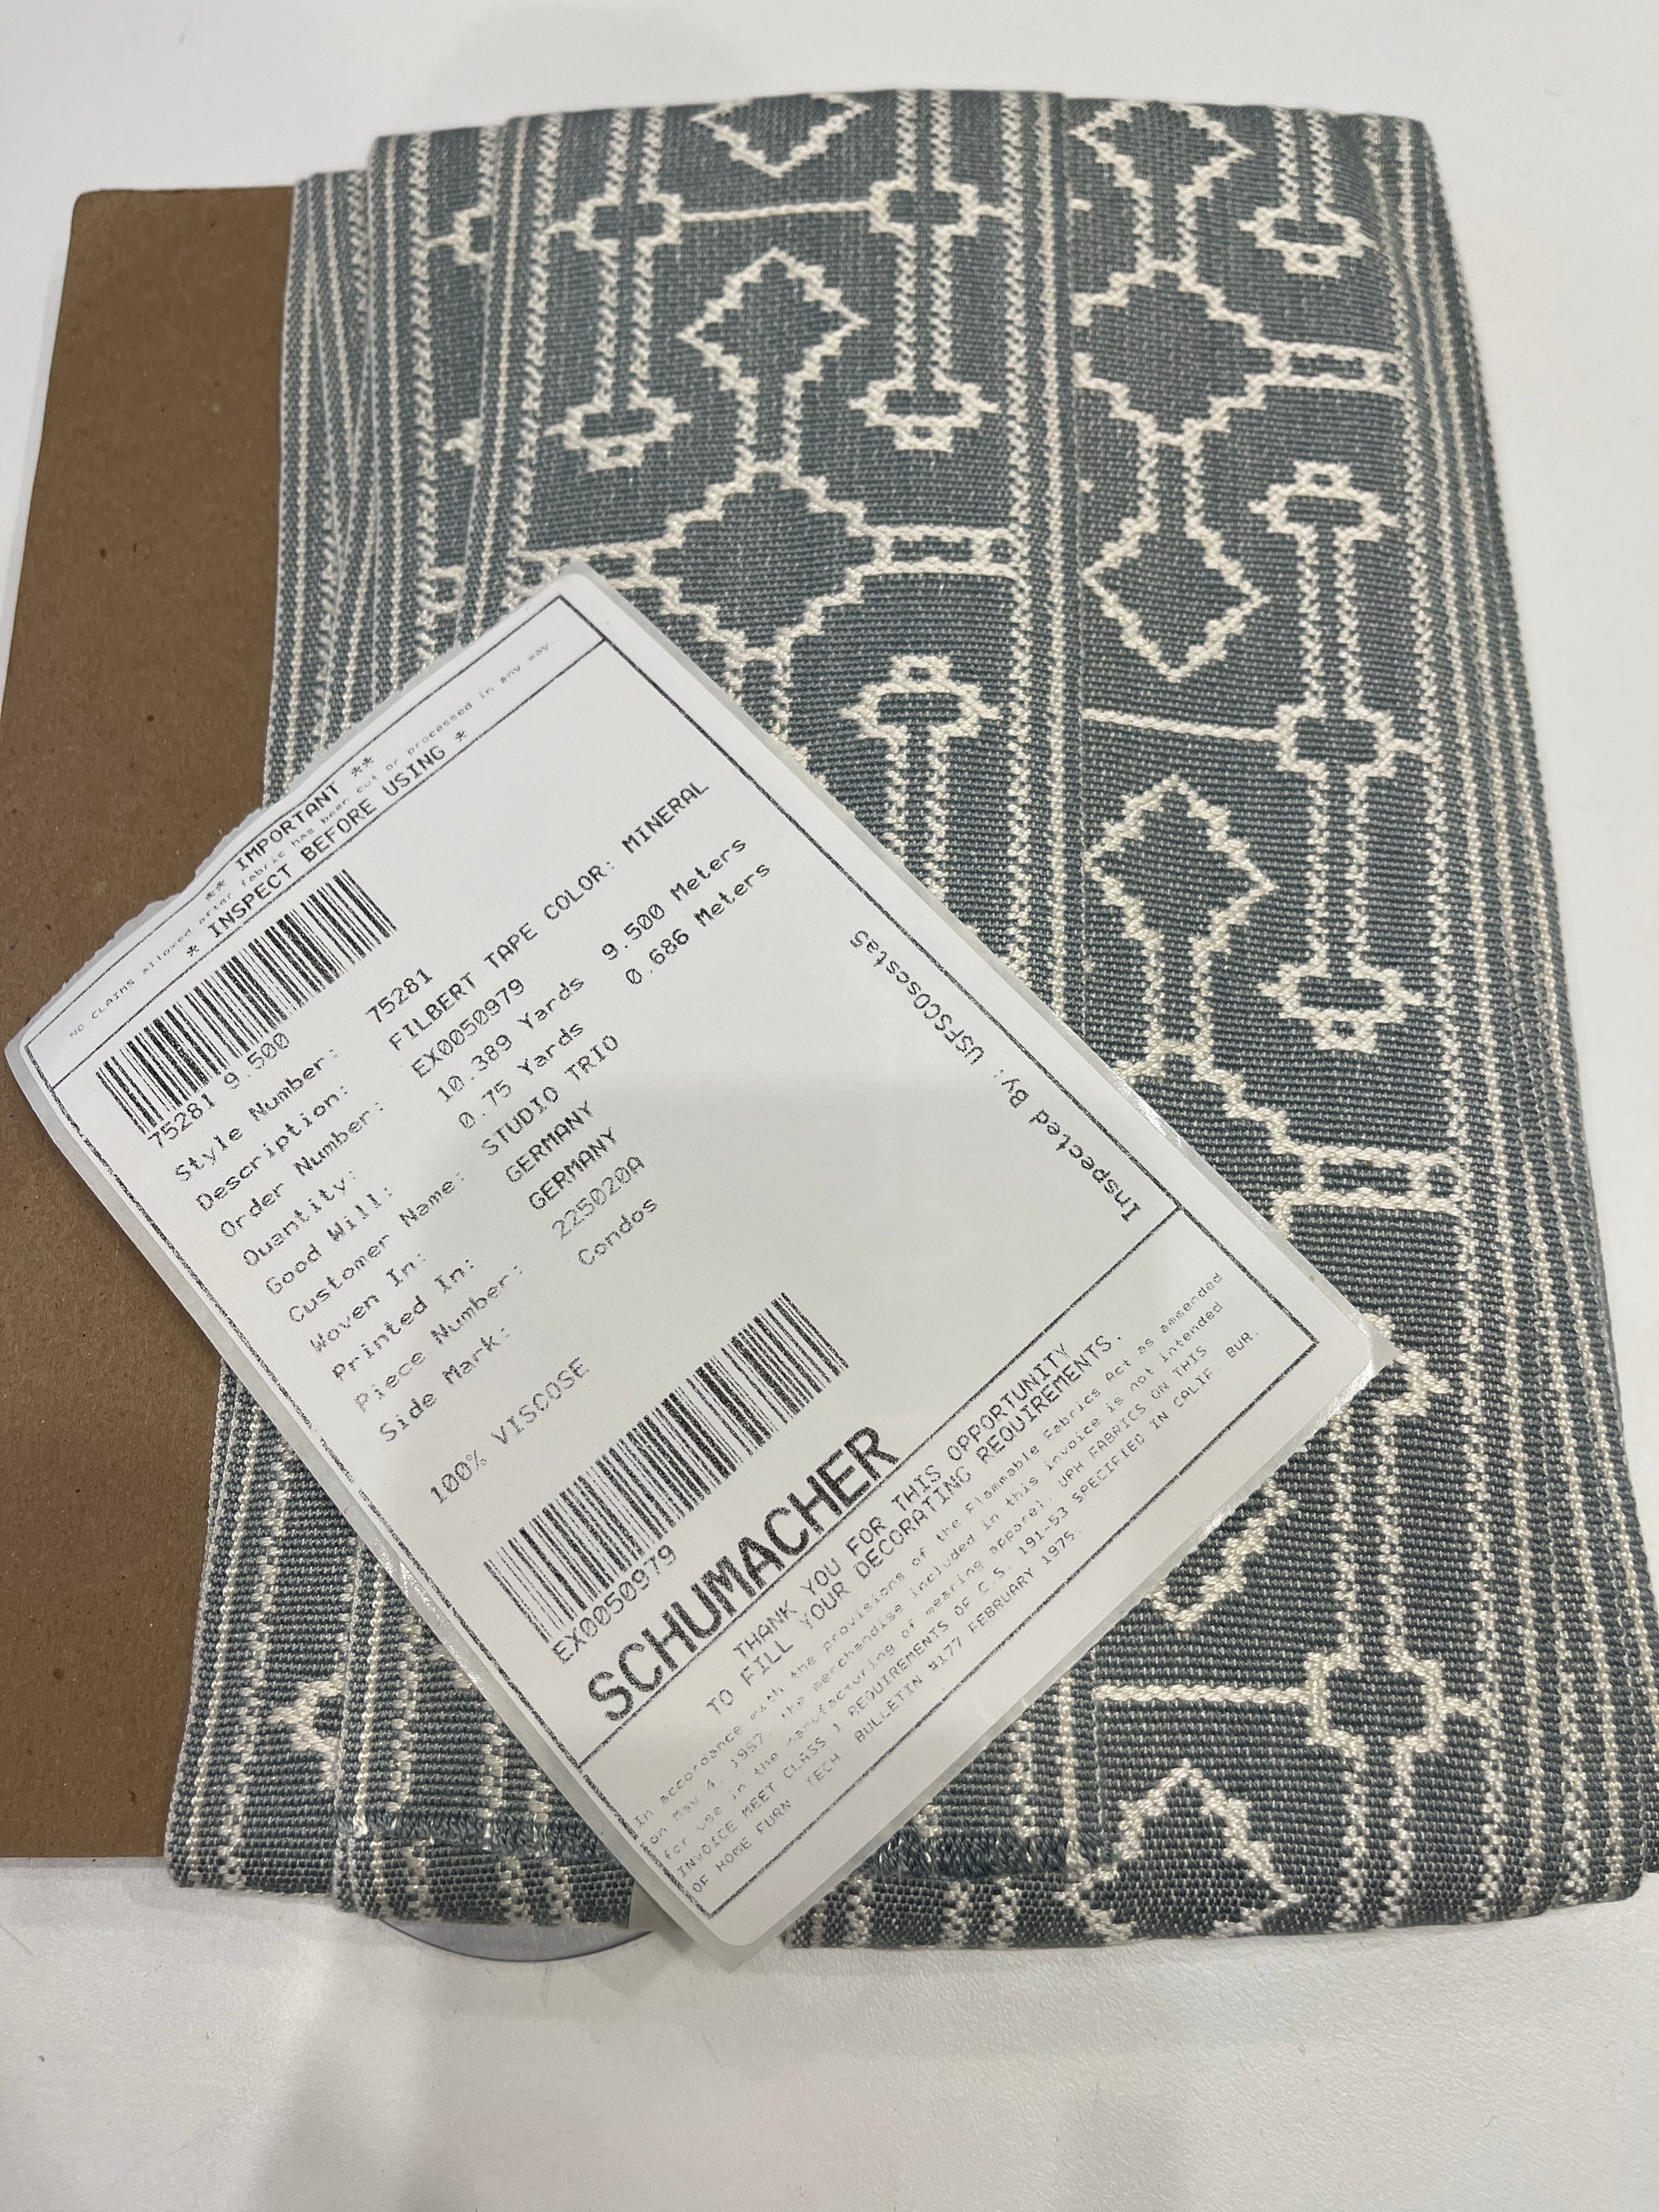 ** IMPORTANT **
NO CLAIMS allowed after fabric has been cut or processed in any way.
* INSPECT BEFORE USING *
75281 9.500
Style Number: 75281
Description: FILBERT TAPE COLOR: MINERAL
Order Number: EX0050979
Quantity: 10.389 Yards 9.500 Meters
Good Will: 0.75 Yards 0.686 Meters
Customer Name: STUDIO TRIO
Woven In: GERMANY
Printed In: GERMANY
Piece Number: 225020A
Side Mark: Condos
100% VISCOSE
Inspected By: USFSCOsosta5
EX0050979
SCHUMACHER
THANK YOU FOR THIS OPPORTUNITY
TO FILL YOUR DECORATING REQUIREMENTS.
In accordance with the provisions of the Flammable Fabrics Act as ammended
on May 4, 1967, the merchandise included in this invoice is not intended
for use in the manufacturing of wearing apparel. UPH FABRICS ON THIS
INVOICE MEET CLASS 1 REQUIREMENTS OF C.S. 191-53 SPECIFIED IN CALIF. BUR.
OF HOME FURN TECH. BULLETIN #177 FEBRUARY 1975.